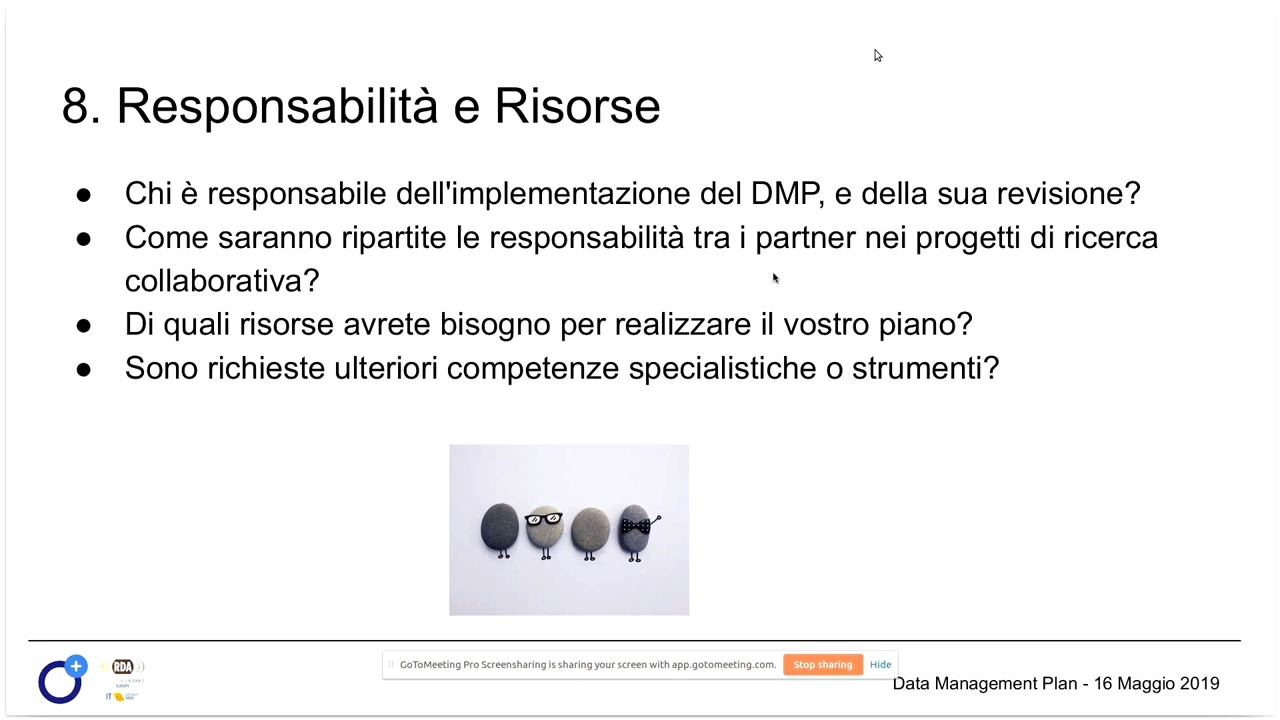 8. Responsabilità e Risorse
● Chi è responsabile dell'implementazione del DMP, e della sua revisione?
● Come saranno ripartite le responsabilità tra i partner nei progetti di ricerca
collaborativa?
● Di quali risorse avrete bisogno per realizzare il vostro piano?
● Sono richieste ulteriori competenze specialistiche o strumenti?
RDA
IT
GoToMeeting Pro Screensharing is sharing your screen with app.gotomeeting.com. Stop sharing Hide
Data Management Plan - 16 Maggio 2019